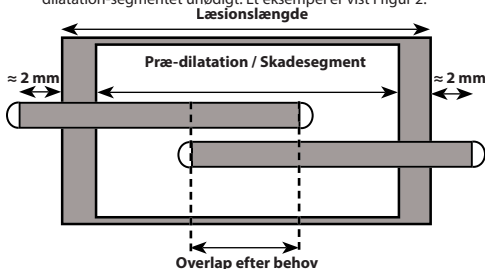 dilatation-segmentet unødigt. Et eksempel er vist i Figur 2.
Læsionslængde
Præ-dilatation / Skadesegment
≈ 2 mm
≈ 2 mm
Overlap efter behov